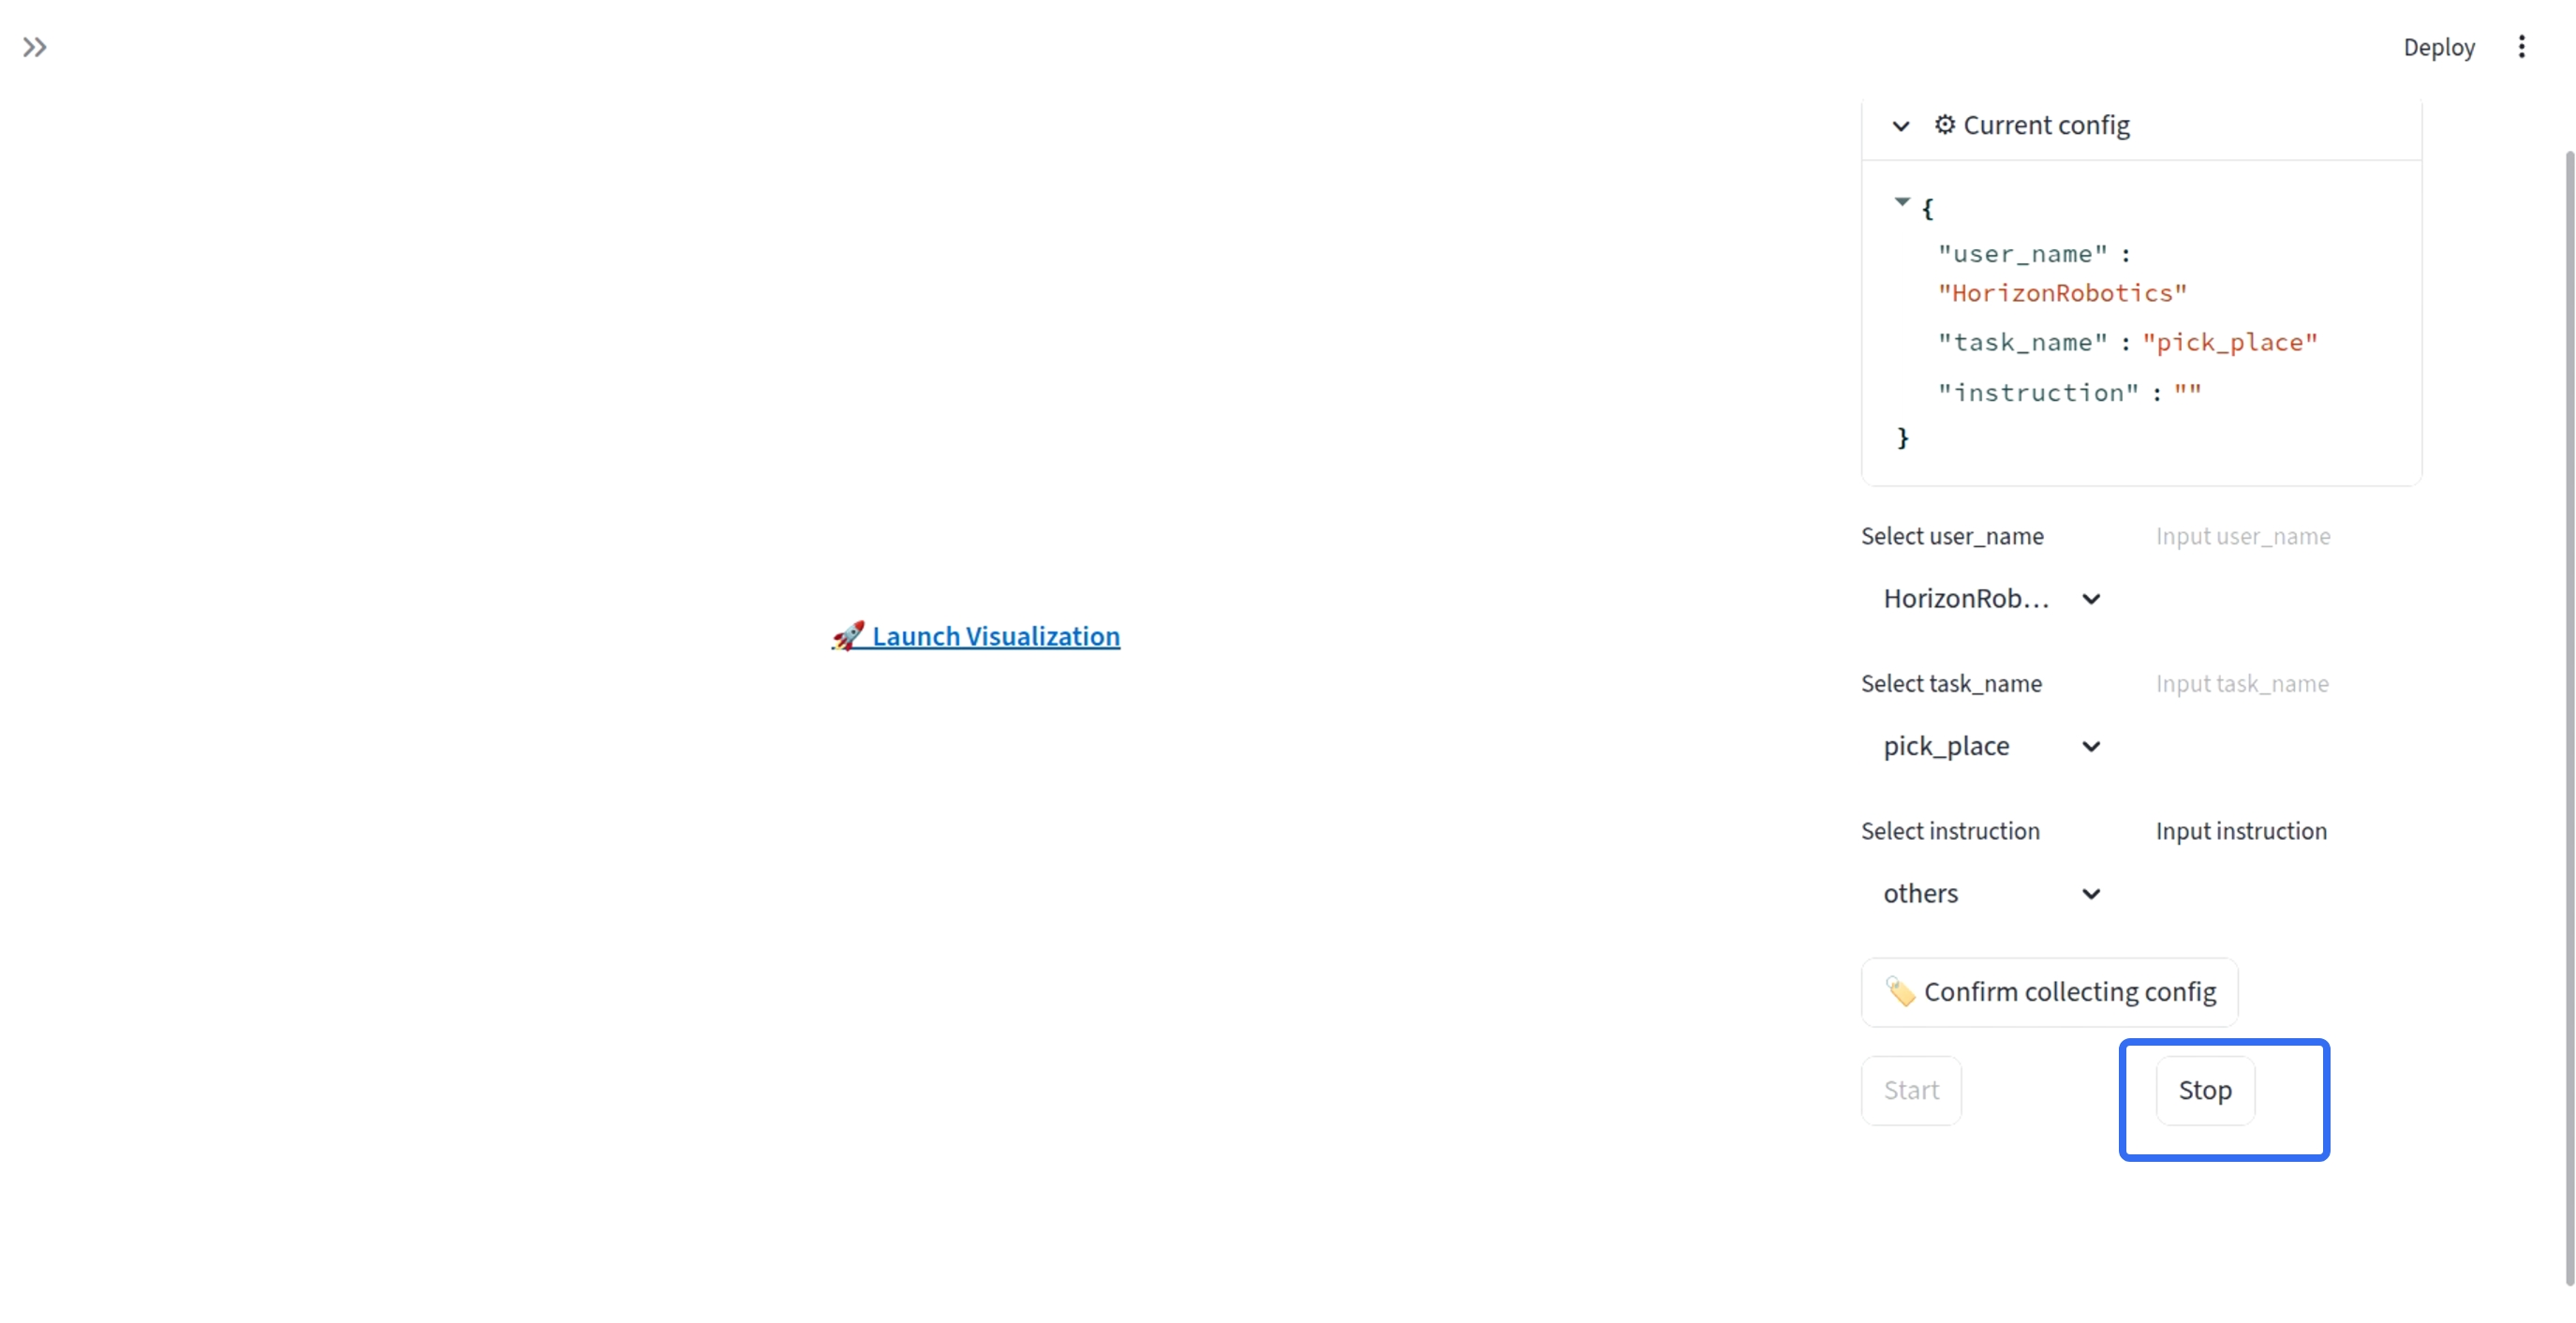 Deploy
Current config
{
"user_name" :
"HorizonRobotics"
"task_name" : "pick_place"
"instruction" : ""
}
Select user_name Input user_name
HorizonRob...
Launch Visualization
Select task_name Input task_name
pick_place
Select instruction Input instruction
others
Confirm collecting config
Start Stop